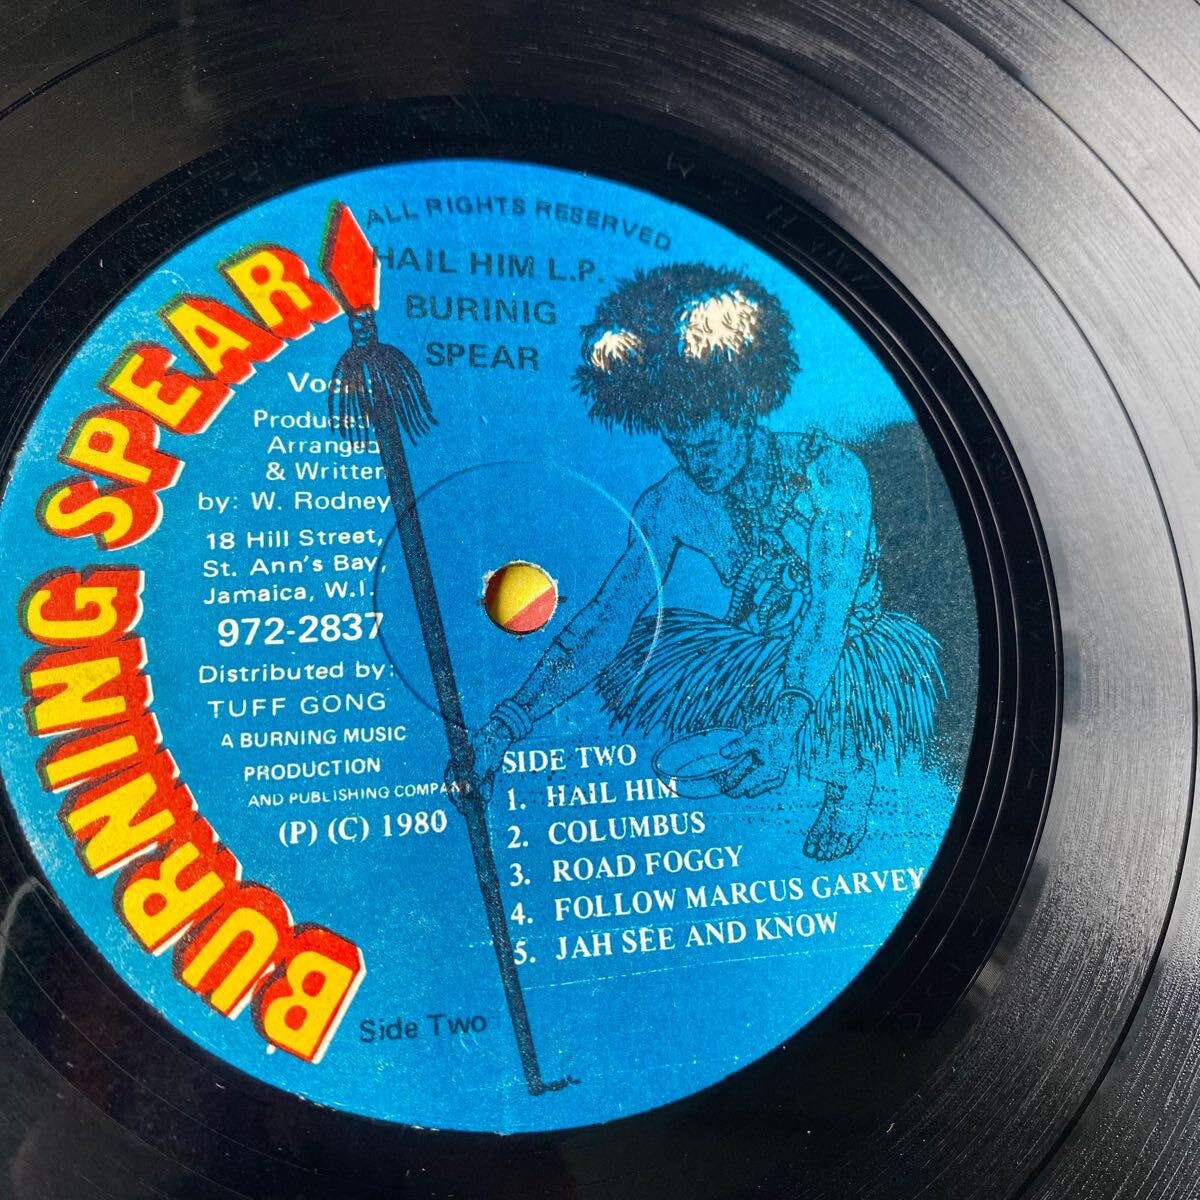 BURNING SPEAR
ALL RIGHTS RESERVED
HAIL HIM L.P.
BURINIG
SPEAR
Produced,
Arranged
& Written
by: W. Rodney
18 Hill Street,
St. Ann's Bay,
Jamaica, W.I.
972-2837
Distributed by:
TUFF GONG
A BURNING MUSIC
PRODUCTION
AND PUBLISHING COMPANY
(P) (C) 1980
SIDE TWO
1. HAIL HIM
2. COLUMBUS
3. ROAD FOGGY
4. FOLLOW MARCUS GARVEY
5. JAH SEE AND KNOW
Side Two